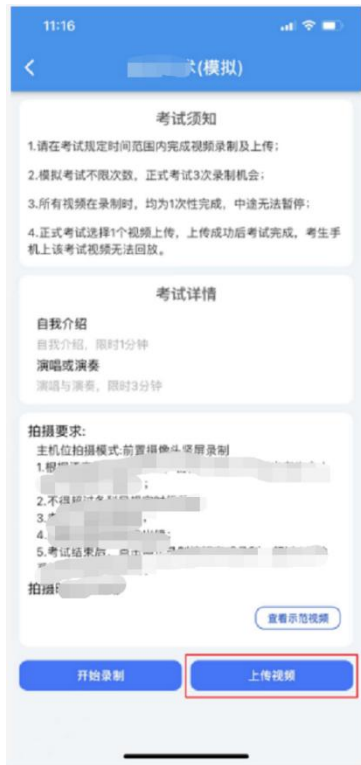 11:16
术(模拟)
考试须知
1.请在考试规定时间范围内完成视频录制及上传;
2.模拟考试不限次数，正式考试3次录制机会;
3.所有视频在录制时，均为1次性完成，中途无法暂停;
4.正式考试选择1个视频上传，上传成功后考试完成，考生手
机上该考试视频无法回放。
考试详情
自我介绍
自我介绍，限时1分钟
演唱或演奏
演唱与演奏，限时3分钟
拍摄要求:
主机位拍摄模式:前置摄像头竖屏录制
1.根
2.不得
3.
4.
5.考试结束后
拍摄
查看示范视频
开始录制
上传视频